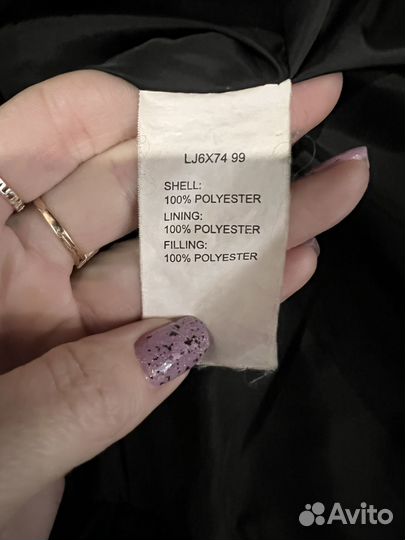 LJ6X74 99
SHELL:
100% POLYESTER
LINING:
100% POLYESTER
FILLING:
100% POLYESTER
Avito